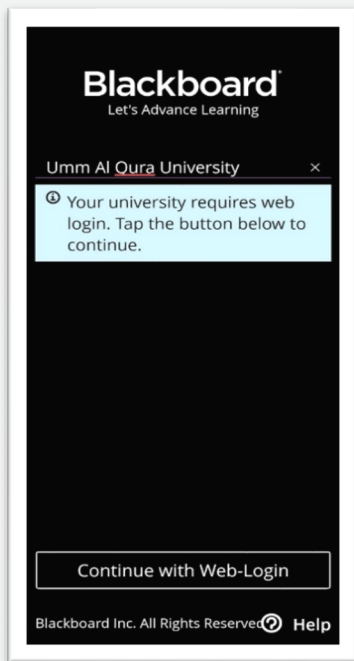 Blackboard
Let's Advance Learning
Umm Al Qura University ×
Your university requires web
login. Tap the button below to
continue.
Continue with Web-Login
Blackboard Inc. All Rights Reserved Help